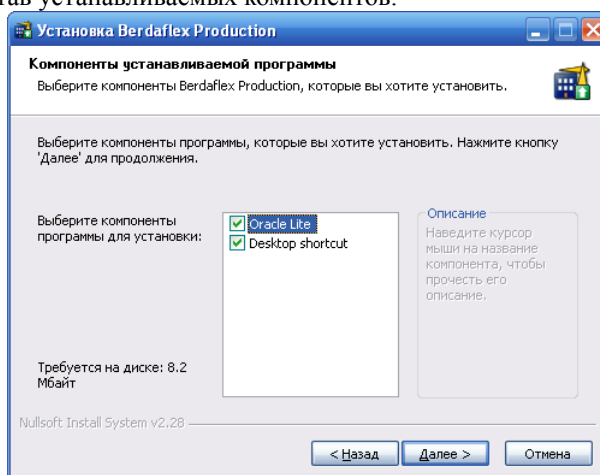 тав устанавливаемых компонентов.
Установка Berdaflex Production
Компоненты устанавливаемой программы
Выберите компоненты Berdaflex Production, которые вы хотите установить.
Выберите компоненты программы, которые вы хотите установить. Нажмите кнопку
'Далее' для продолжения.
Выберите компоненты
программы для установки:
Oracle Lite
Desktop shortcut
Описание
Наведите курсор
мыши на название
компонента, чтобы
прочесть его
описание.
Требуется на диске: 8.2
Мбайт
Nullsoft Install System v2.28
< Назад
Далее >
Отмена